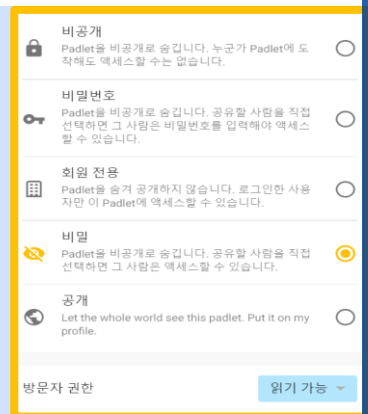 비공개
Padlet을 비공개로 숨깁니다. 누군가 Padlet에 도
착해도 액세스할 수는 없습니다.
비밀번호
Padlet을 비공개로 숨깁니다. 공유할 사람을 직접
선택하면 그 사람은 비밀번호를 입력해야 액세스
할 수 있습니다.
회원 전용
Padlet을 숨겨 공개하지 않습니다. 로그인한 사용
자만 이 Padlet에 액세스할 수 있습니다.
비밀
Padlet을 비공개로 숨깁니다. 공유할 사람을 직접
선택하면 그 사람은 액세스할 수 있습니다.
공개
Let the whole world see this padlet. Put it on my
profile.
방문자 권한 읽기 가능